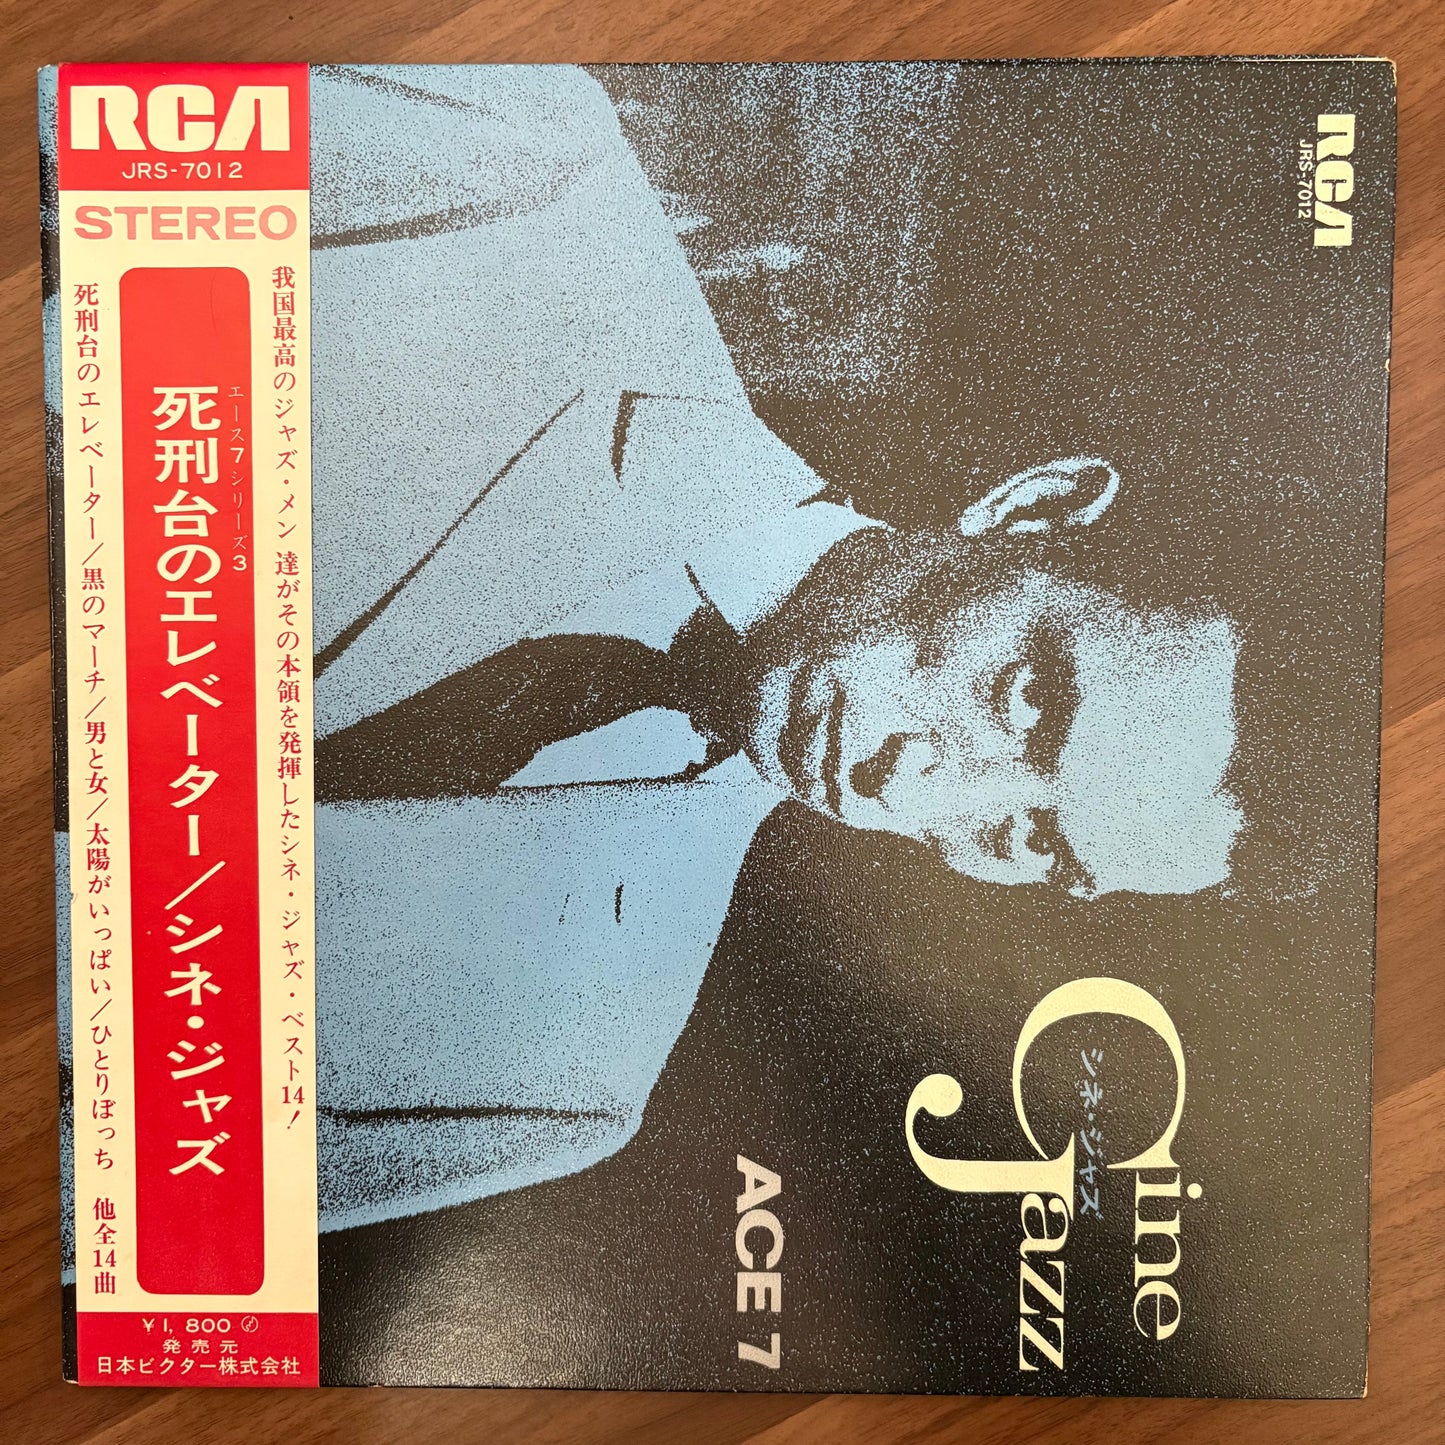 RCA
JRS-7012
STEREO
我国最高のジャズ・メン達がその本領を発揮したシネ・ジャズ・ベスト14!
エース7シリーズ3
死刑台のエレベーター/シネ・ジャズ
死刑台のエレベーター/黒のマーチ/男と女/太陽がいっぱい/ひとりぼっち 他全14曲
¥1,800
発売元
日本ビクター株式会社
RCA
JRS-7012
Cine
シネ・ジャズ
Jazz
ACE 7